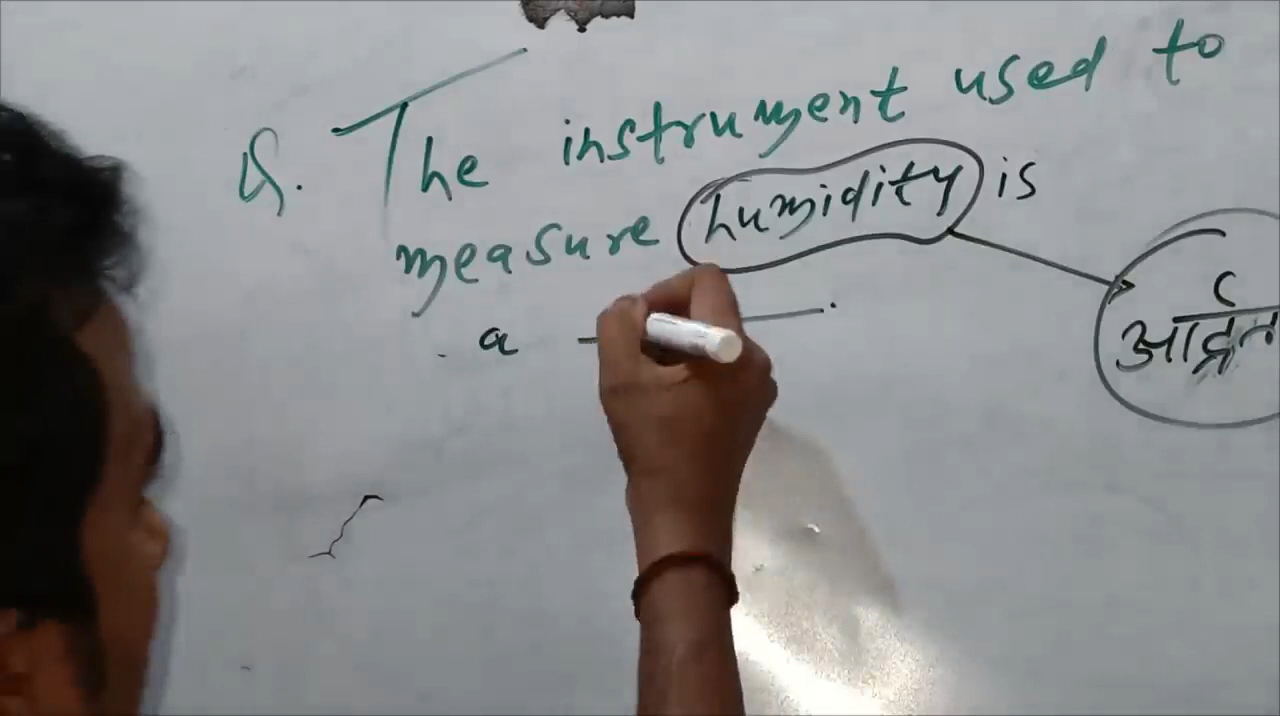 Q. The instrument used to
measure humidity is
a